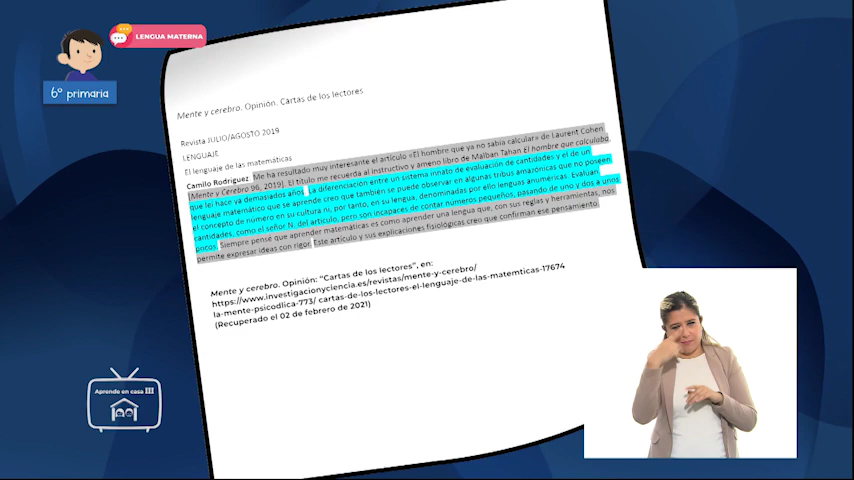 LENGUA MATERNA
6º primaria
Mente y cerebro. Opinión. Cartas de los lectores
Revista JULIO/AGOSTO 2019
LENGUAJE
El lenguaje de las matemáticas
Camilo Rodríguez: Me ha resultado muy interesante el artículo «El hombre que ya no sabía calcular» de Laurent Cohen
[Mente y Cerebro 96, 2019]. El título me recuerda al instructivo y ameno libro de Malban Tahan El hombre que calculaba,
que leí hace ya demasiados años. La diferenciación entre un sistema innato de evaluación de cantidades y el de un
lenguaje matemático que se aprende creo que también se puede observar en algunas tribus amazónicas que no poseen
el concepto de número en su cultura ni, por tanto, en su lengua, denominadas por ello lenguas anuméricas. Evalúan
cantidades, como el señor N. del artículo, pero son incapaces de contar números pequeños, pasando de uno y dos a unos
pocos. Siempre pensé que aprender matemáticas es como aprender una lengua que, con sus reglas y herramientas, nos
permite expresar ideas con rigor. Este artículo y sus explicaciones fisiológicas creo que confirman ese pensamiento.
Mente y cerebro. Opinión: "Cartas de los lectores", en:
https://www.investigacionyciencia.es/revistas/mente-y-cerebro/
la-mente-psicodlica-773/ cartas-de-los-lectores-el-lenguaje-de-las-matemticas-17674
(Recuperado el 02 de febrero de 2021)
Aprende en casa III